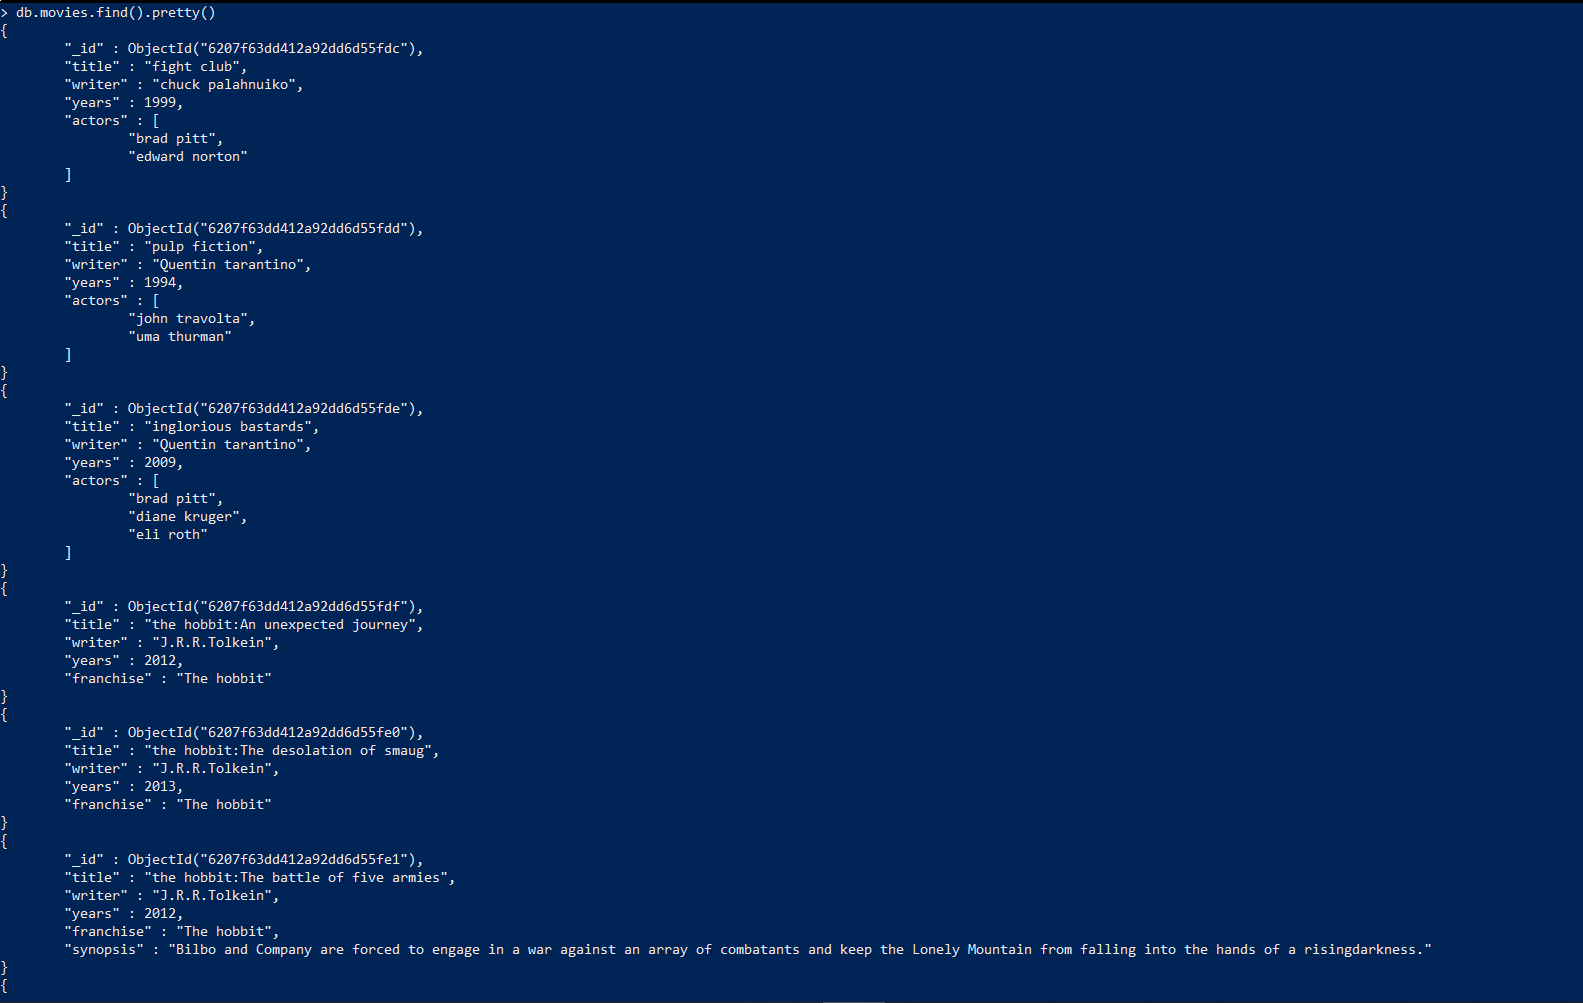 > db.movies.find().pretty()
{
"_id" : ObjectId("6207f63dd412a92dd6d55fdc"),
"title" : "fight club",
"writer" : "chuck palahnuiko",
"years" : 1999,
"actors" : [
"brad pitt",
"edward norton"
]
}
{
"_id" : ObjectId("6207f63dd412a92dd6d55fdd"),
"title" : "pulp fiction",
"writer" : "Quentin tarantino",
"years" : 1994,
"actors" : [
"john travolta",
"uma thurman"
]
}
{
"_id" : ObjectId("6207f63dd412a92dd6d55fde"),
"title" : "inglorious bastards",
"writer" : "Quentin tarantino",
"years" : 2009,
"actors" : [
"brad pitt",
"diane kruger",
"eli roth"
]
}
{
"_id" : ObjectId("6207f63dd412a92dd6d55fdf"),
"title" : "the hobbit:An unexpected journey",
"writer" : "J.R.R.Tolkein",
"years" : 2012,
"franchise" : "The hobbit"
}
{
"_id" : ObjectId("6207f63dd412a92dd6d55fe0"),
"title" : "the hobbit:The desolation of smaug",
"writer" : "J.R.R.Tolkein",
"years" : 2013,
"franchise" : "The hobbit"
}
{
"_id" : ObjectId("6207f63dd412a92dd6d55fe1"),
"title" : "the hobbit:The battle of five armies",
"writer" : "J.R.R.Tolkein",
"years" : 2012,
"franchise" : "The hobbit",
"synopsis" : "Bilbo and Company are forced to engage in a war against an array of combatants and keep the Lonely Mountain from falling into the hands of a risingdarkness."
}
{